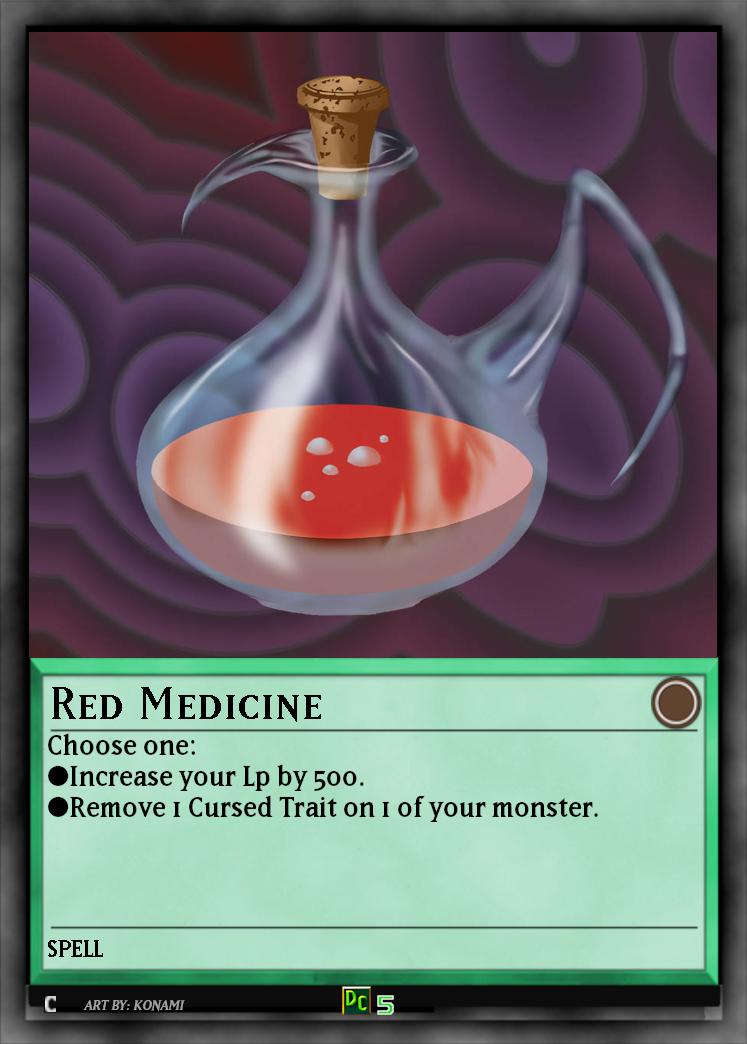 Red Medicine
Choose one:
●Increase your Lp by 500.
●Remove 1 Cursed Trait on 1 of your monster.
SPELL
C ART BY: KONAMI DC 5